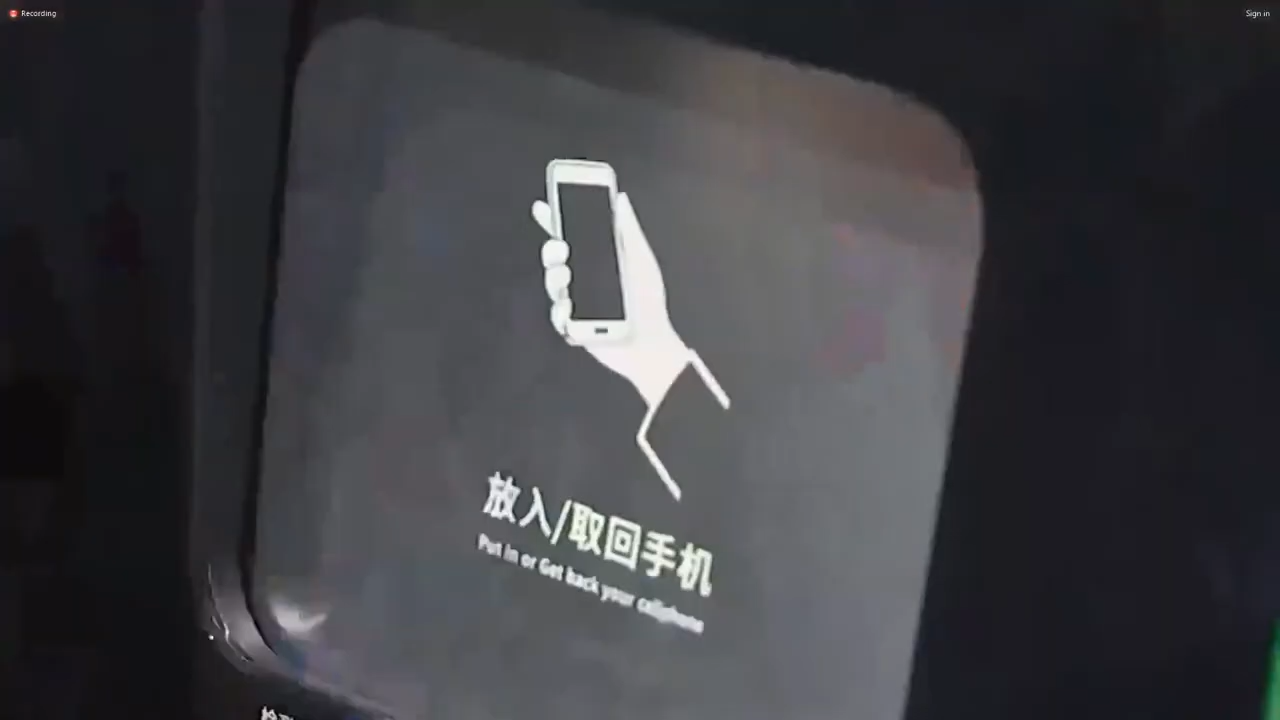 Recording
Sign in
放入/取回手机
Put in or Get back your cellphone